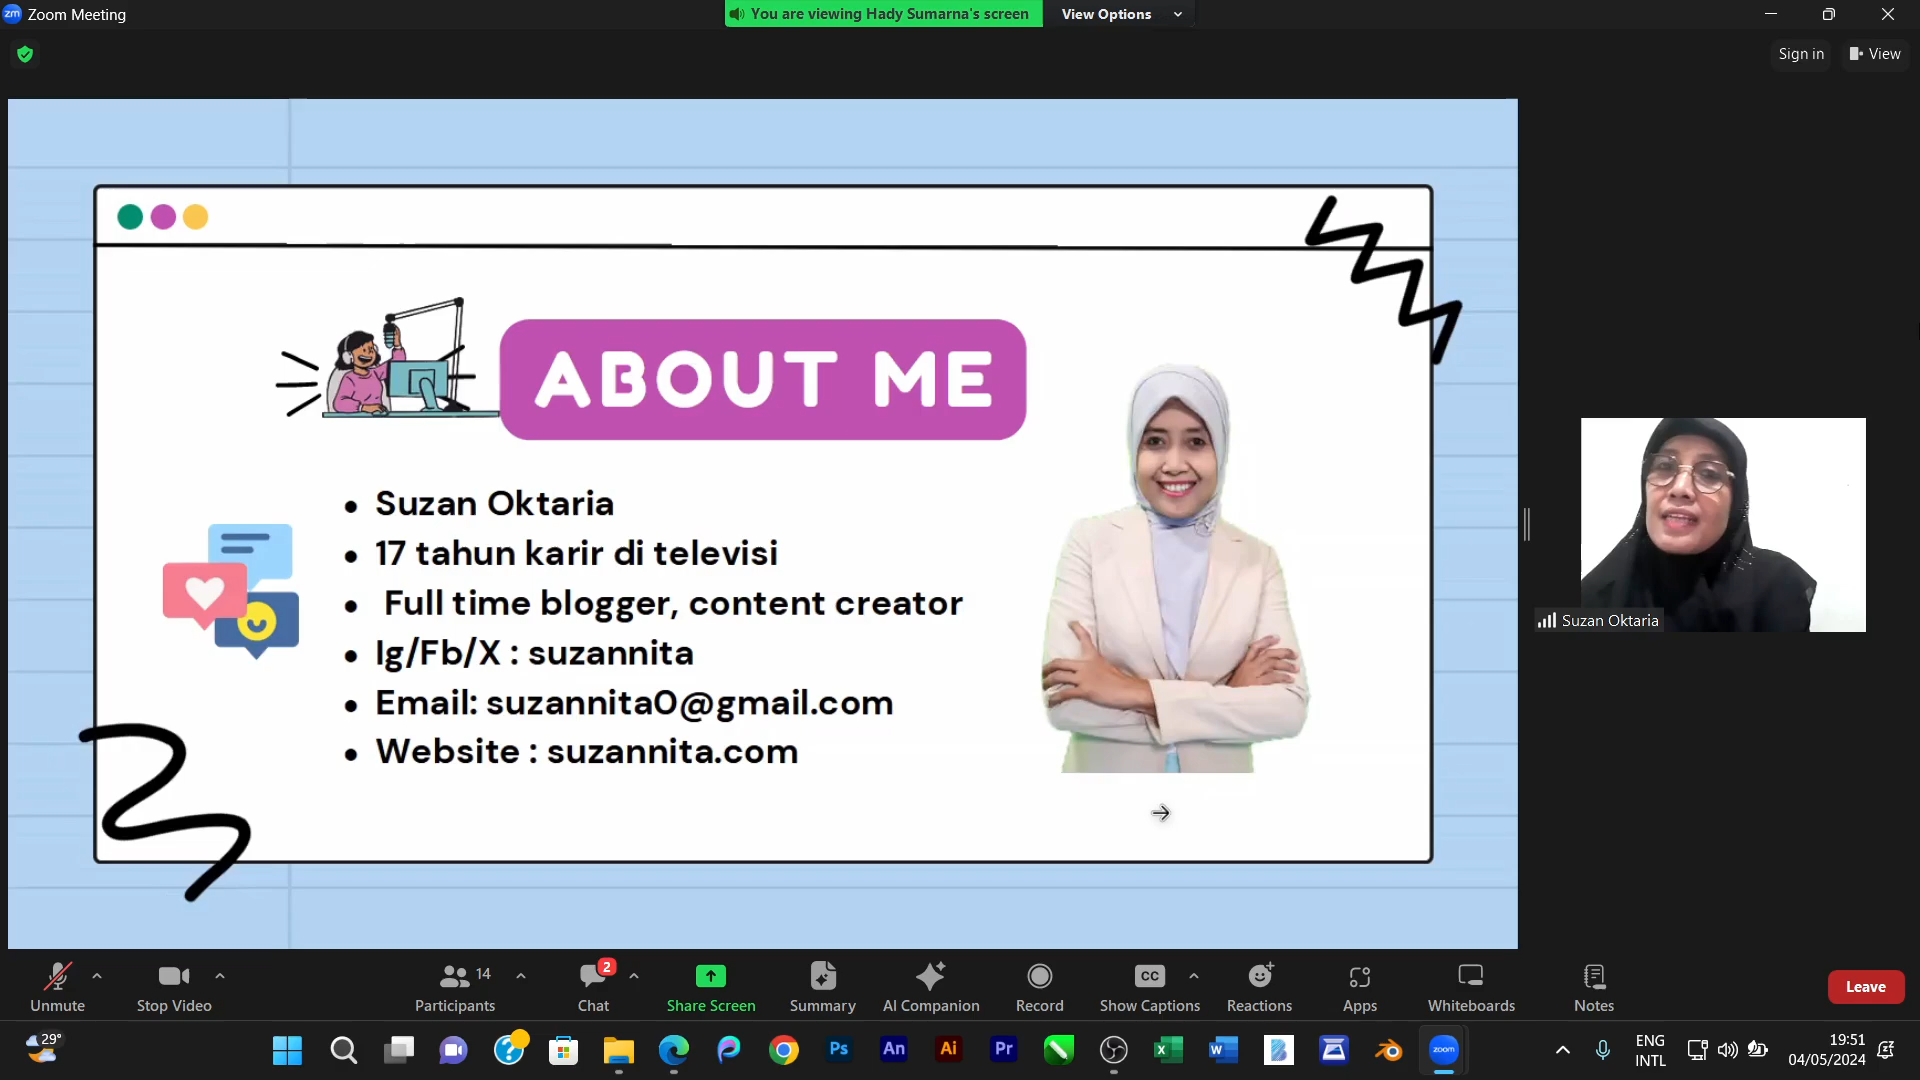 Zoom Meeting
You are viewing Hady Sumarna's screen
View Options
Sign in
View
ABOUT ME
Suzan Oktaria
17 tahun karir di televisi
Full time blogger, content creator
Ig/Fb/X : suzannita
Email: suzannita0@gmail.com
Website : suzannita.com
Suzan Oktaria
Unmute
Stop Video
14
Participants
2
Chat
Share Screen
Summary
AI Companion
Record
CC
Show Captions
Reactions
Apps
Whiteboards
Notes
Leave
29°
Ps
An
Ai
Pr
zoom
ENG
INTL
19:51
04/05/2024